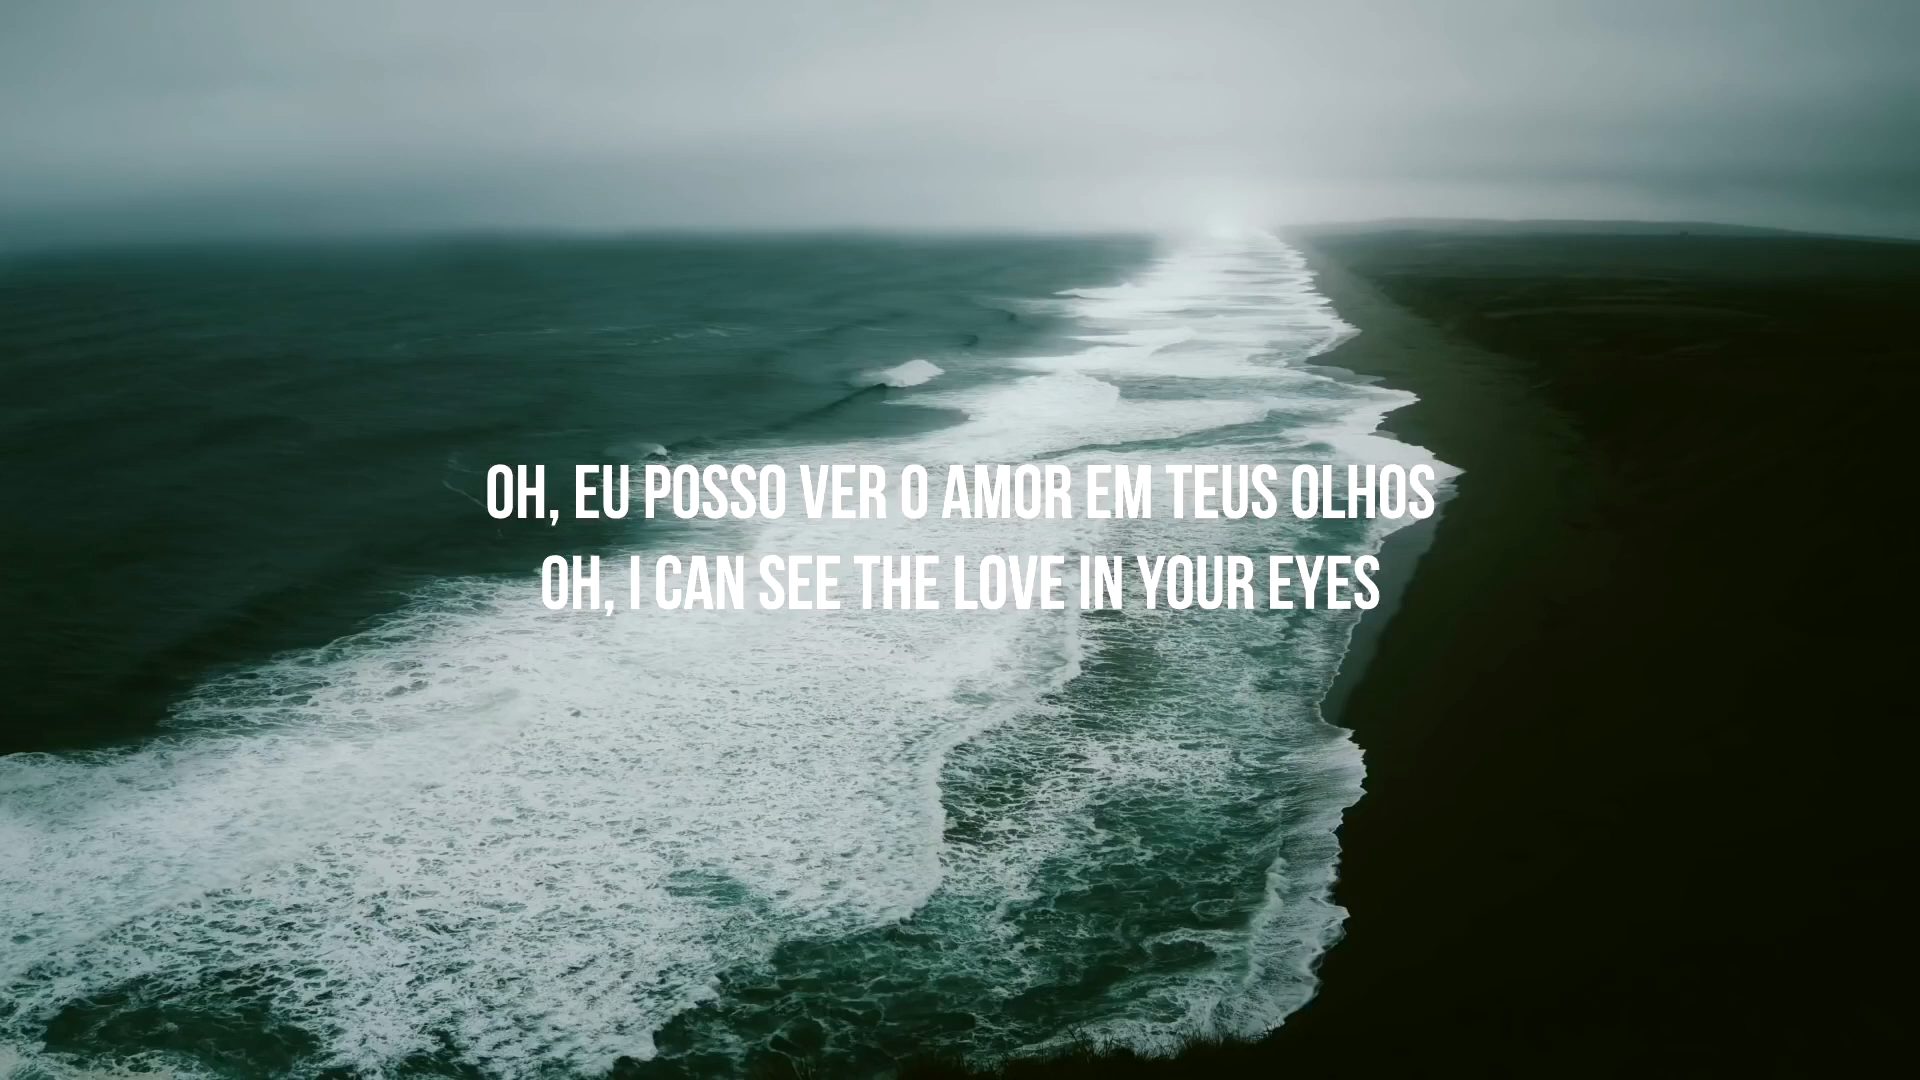 OH, EU POSSO VER O AMOR EM TEUS OLHOS
OH, I CAN SEE THE LOVE IN YOUR EYES